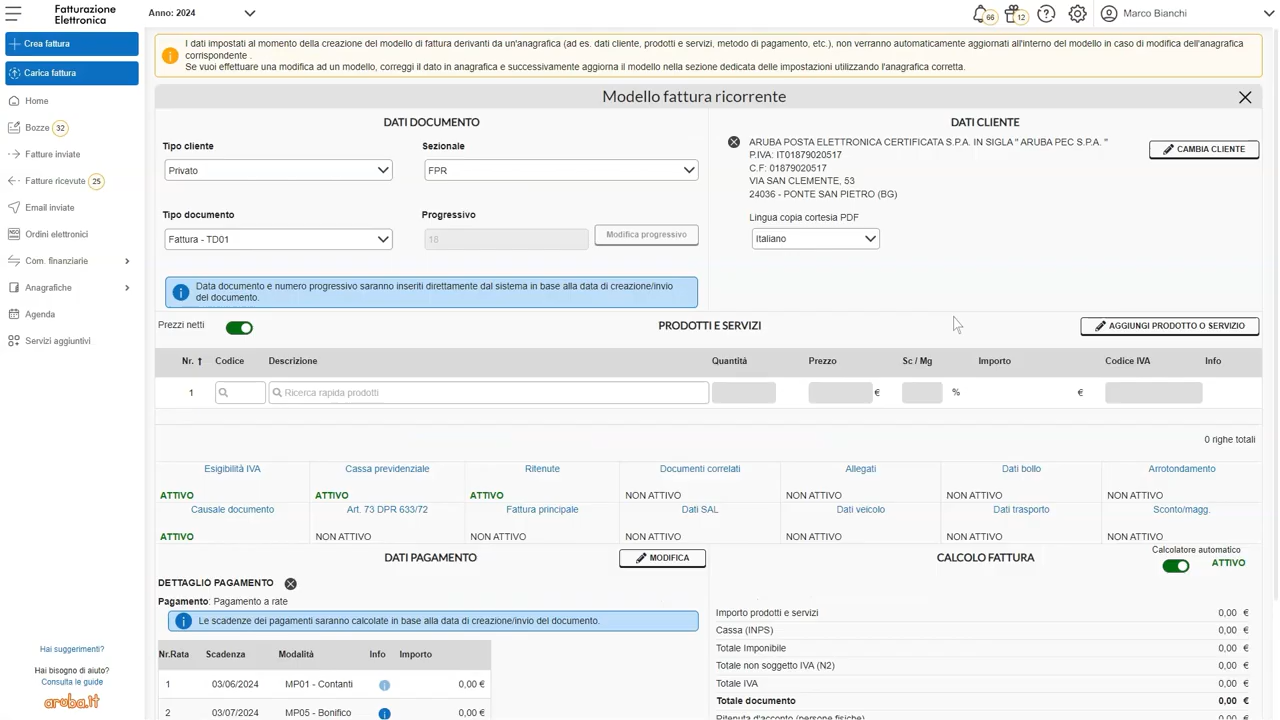 Fatturazione
Elettronica
Anno: 2024
66
12
Marco Bianchi
Crea fattura
Carica fattura
Home
Bozze 32
Fatture inviate
Fatture ricevute 25
Email inviate
Ordini elettronici
Com. finanziarie
Anagrafiche
Agenda
Servizi aggiuntivi
Hai suggerimenti?
Hai bisogno di aiuto?
Consulta le guide
aruba.it
I dati impostati al momento della creazione del modello di fattura derivanti da un'anagrafica (ad es. dati cliente, prodotti e servizi, metodo di pagamento, etc.), non verranno automaticamente aggiornati all'interno del modello in caso di modifica dell'anagrafica
corrispondente .
Se vuoi effettuare una modifica ad un modello, correggi il dato in anagrafica e successivamente aggiorna il modello nella sezione dedicata delle impostazioni utilizzando l'anagrafica corretta.
Modello fattura ricorrente
DATI DOCUMENTO
Tipo cliente
Sezionale
Privato
FPR
Tipo documento
Progressivo
Fattura - TD01
18
Modifica progressivo
Data documento e numero progressivo saranno inseriti direttamente dal sistema in base alla data di creazione/invio
del documento.
DATI CLIENTE
ARUBA POSTA ELETTRONICA CERTIFICATA S.P.A. IN SIGLA " ARUBA PEC S.P.A. "
P.IVA: IT01879020517
C.F: 01879020517
VIA SAN CLEMENTE, 53
24036 - PONTE SAN PIETRO (BG)
CAMBIA CLIENTE
Lingua copia cortesia PDF
Italiano
Prezzi netti
PRODOTTI E SERVIZI
AGGIUNGI PRODOTTO O SERVIZIO
Nr. Codice Descrizione Quantità Prezzo Sc / Mg Importo Codice IVA Info
1 Ricerca rapida prodotti € % €
0 righe totali
Esigibilità IVA Cassa previdenziale Ritenute Documenti correlati Allegati Dati bollo Arrotondamento
ATTIVO ATTIVO ATTIVO NON ATTIVO NON ATTIVO NON ATTIVO NON ATTIVO
Causale documento Art. 73 DPR 633/72 Fattura principale Dati SAL Dati veicolo Dati trasporto Sconto/magg.
ATTIVO NON ATTIVO NON ATTIVO NON ATTIVO NON ATTIVO NON ATTIVO NON ATTIVO
DATI PAGAMENTO
MODIFICA
DETTAGLIO PAGAMENTO
Pagamento: Pagamento a rate
Le scadenze dei pagamenti saranno calcolate in base alla data di creazione/invio del documento.
Nr.Rata Scadenza Modalità Info Importo
1 03/06/2024 MP01 - Contanti 0,00 €
2 03/07/2024 MP05 - Bonifico 0,00 €
CALCOLO FATTURA
Calcolatore automatico
ATTIVO
Importo prodotti e servizi 0,00 €
Cassa (INPS) 0,00 €
Totale Imponibile 0,00 €
Totale non soggetto IVA (N2) 0,00 €
Totale IVA 0,00 €
Totale documento 0,00 €
Ritenuta d'acconto (persone fisiche) 0,00 €